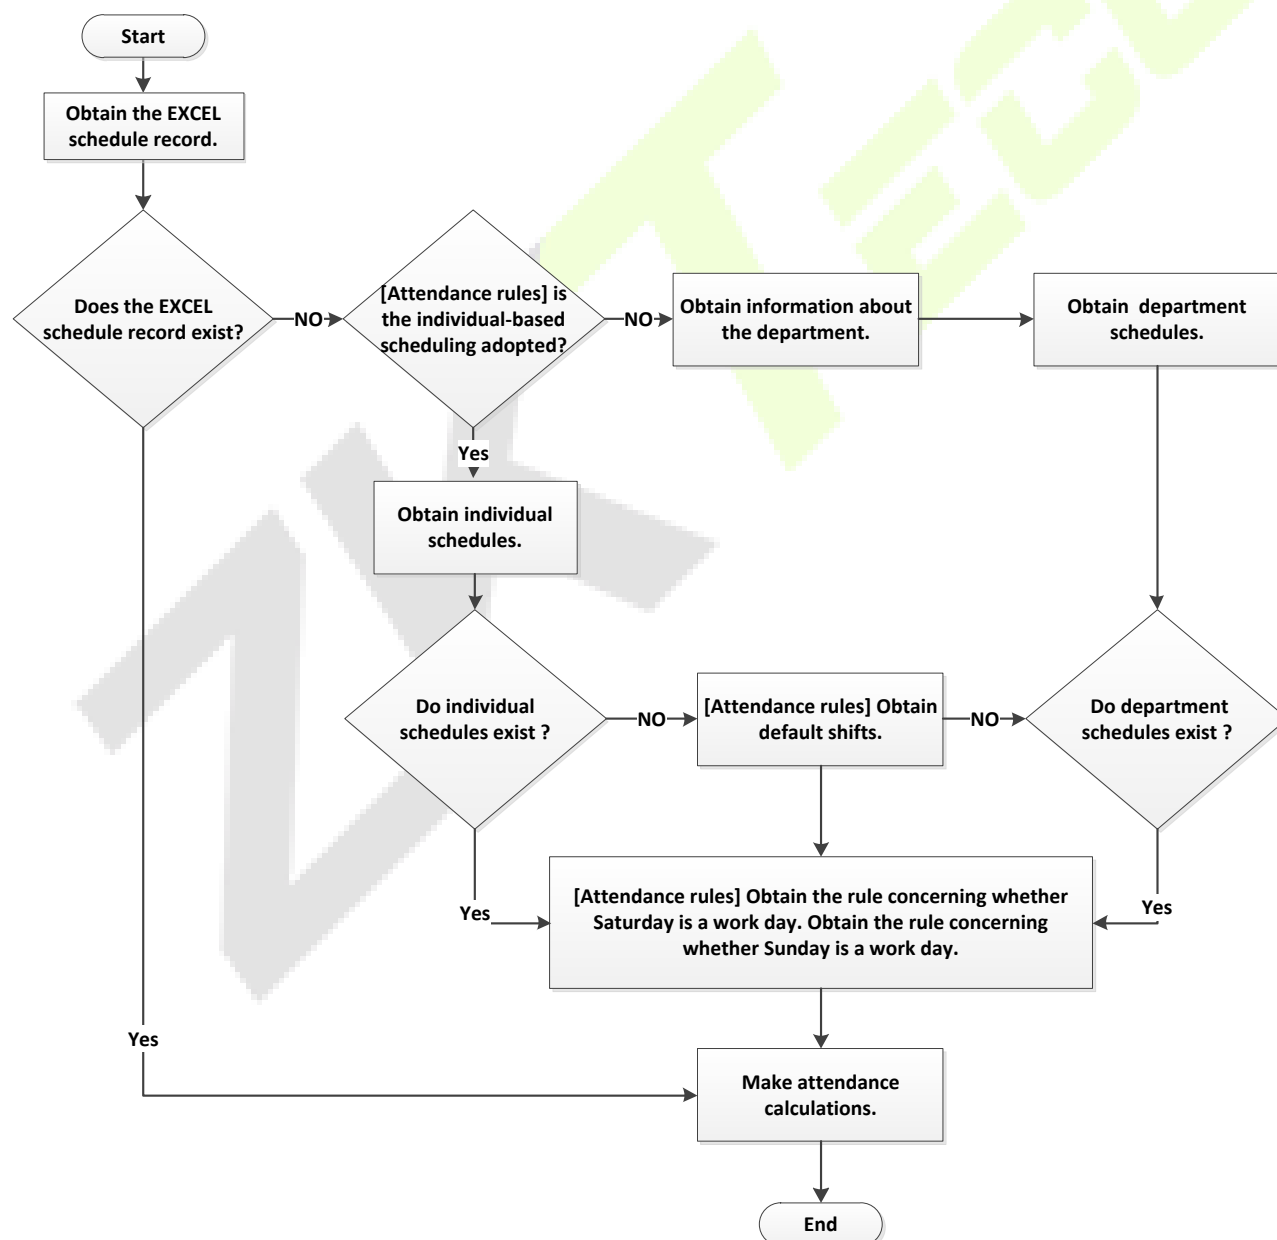 Start
Obtain the EXCEL
schedule record.
Does the EXCEL
schedule record exist?
NO
[Attendance rules] is
the individual-based
scheduling adopted?
NO
Obtain information about
the department.
Obtain  department
schedules.
Yes
Obtain individual
schedules.
Do individual
schedules exist ?
NO
[Attendance rules] Obtain
default shifts.
NO
Do department
schedules exist ?
Yes
[Attendance rules] Obtain the rule concerning whether
Saturday is a work day. Obtain the rule concerning
whether Sunday is a work day.
Yes
Yes
Make attendance
calculations.
End
ZKTeco